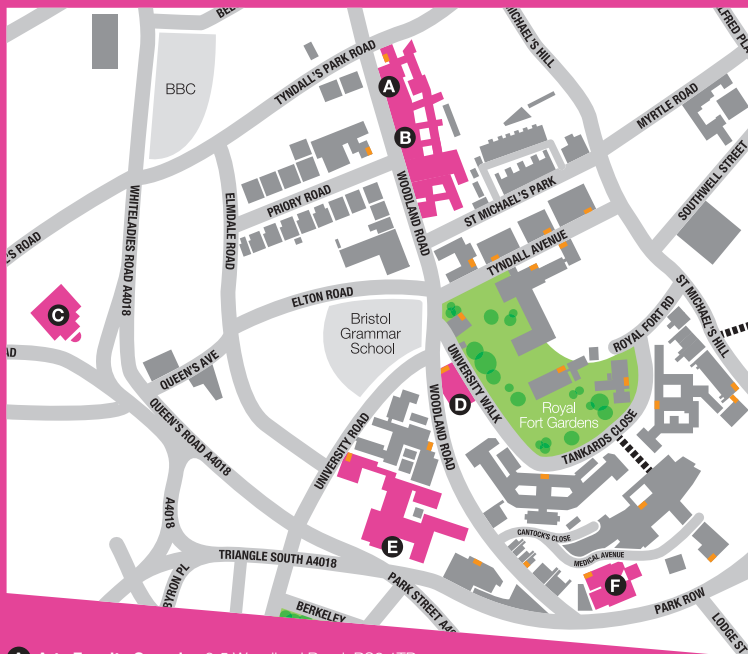 TYNDALL'S PARK ROAD
MICHAEL'S HILL
BBC
A
B
MYRTLE ROAD
SOUTHWELL STREET
PRIORY ROAD
WOODLAND ROAD
ST MICHAEL'S PARK
ELMDALE ROAD
WHITELADIES ROAD A4018
TYNDALL AVENUE
'S ROAD
C
ELTON ROAD
Bristol
Grammar
School
ROYAL FORT RD
ST MICHAEL'S HILL
QUEEN'S AVE
UNIVERSITY WALK
D
Royal
Fort Gardens
WOODLAND ROAD
TANKARDS CLOSE
QUEEN'S ROAD A4018
UNIVERSITY ROAD
A4018
E
CANTOCK'S CLOSE
MEDICAL AVENUE
TRIANGLE SOUTH A4018
F
BYRON PL
PARK STREET
BERKELEY
PARK ROW
LODGE ST